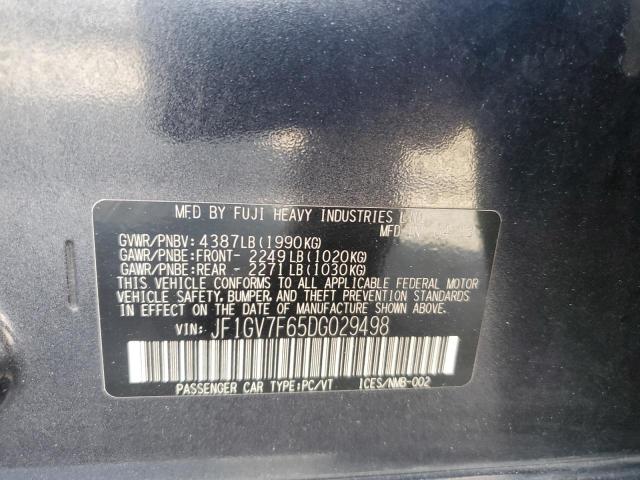 MFD BY FUJI HEAVY INDUSTRIES LTD.
MFD IN
GVWR/PNBV: 4387LB(1990KG)
GAWR/PNBE:FRONT- 2249LB(1020KG)
GAWR/PNBE:REAR - 2271LB(1030KG)
THIS VEHICLE CONFORMS TO ALL APPLICABLE FEDERAL MOTOR
VEHICLE SAFETY, BUMPER, AND THEFT PREVENTION STANDARDS
IN EFFECT ON THE DATE OF MANUFACTURE SHOWN ABOVE.
VIN: JF1GV7F65DG029498
PASSENGER CAR TYPE:PC/VT ICES/NMB-002